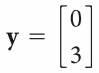 y = [0
3]